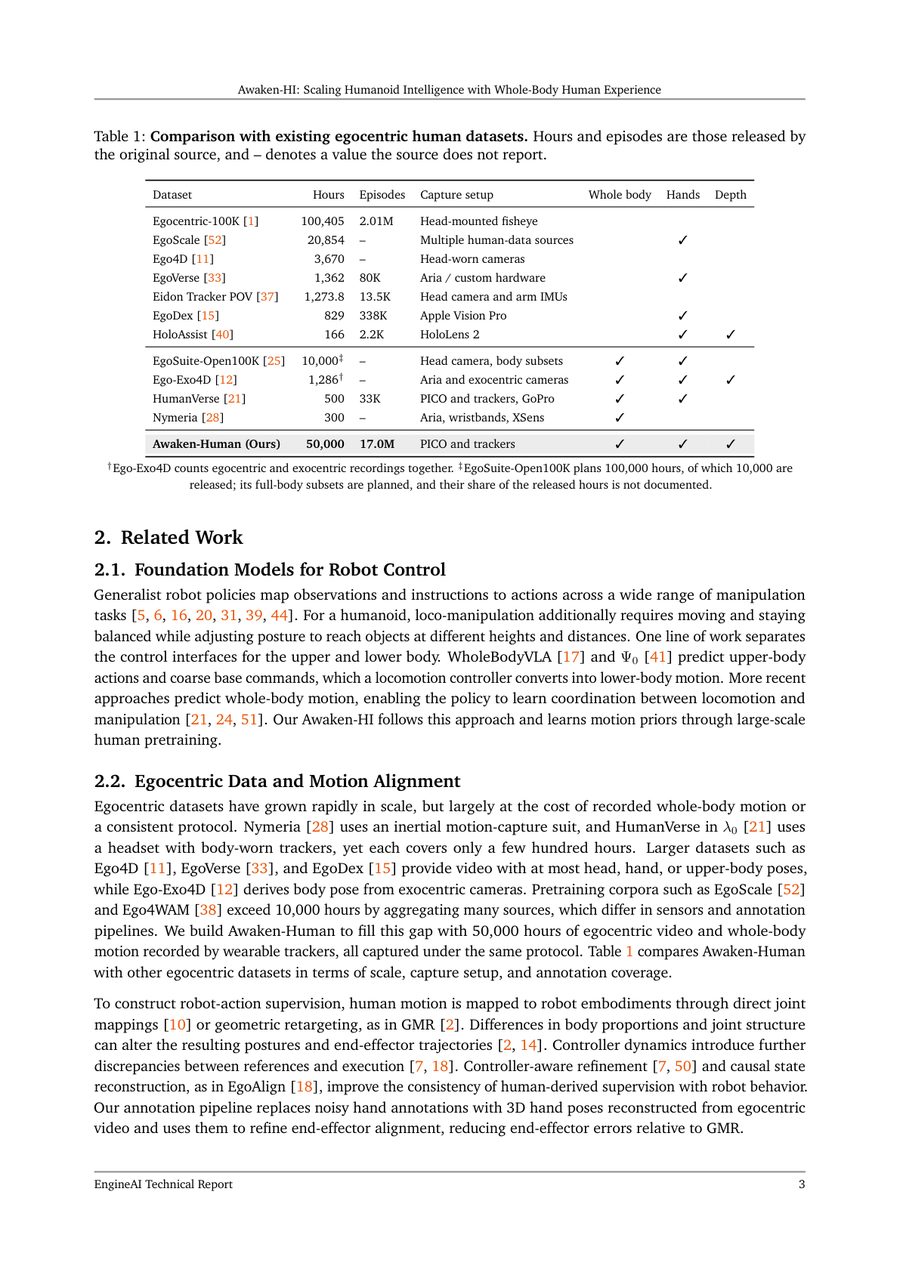 Awaken-HI: Scaling Humanoid Intelligence with Whole-Body Human Experience
Table 1: Comparison with existing egocentric human datasets. Hours and episodes are those released by
the original source, and – denotes a value the source does not report.
Dataset Hours Episodes Capture setup Whole body Hands Depth
Egocentric-100K [1] 100,405 2.01M Head-mounted fisheye
EgoScale [52] 20,854 – Multiple human-data sources ✓
Ego4D [11] 3,670 – Head-worn cameras
EgoVerse [33] 1,362 80K Aria / custom hardware ✓
Eidon Tracker POV [37] 1,273.8 13.5K Head camera and arm IMUs
EgoDex [15] 829 338K Apple Vision Pro ✓
HoloAssist [40] 166 2.2K HoloLens 2 ✓ ✓
EgoSuite-Open100K [25] 10,000‡ – Head camera, body subsets ✓ ✓
Ego-Exo4D [12] 1,286† – Aria and exocentric cameras ✓ ✓ ✓
HumanVerse [21] 500 33K PICO and trackers, GoPro ✓ ✓
Nymeria [28] 300 – Aria, wristbands, XSens ✓
Awaken-Human (Ours) 50,000 17.0M PICO and trackers ✓ ✓ ✓
†Ego-Exo4D counts egocentric and exocentric recordings together. ‡EgoSuite-Open100K plans 100,000 hours, of which 10,000 are
released; its full-body subsets are planned, and their share of the released hours is not documented.
2. Related Work
2.1. Foundation Models for Robot Control
Generalist robot policies map observations and instructions to actions across a wide range of manipulation
tasks [5, 6, 16, 20, 31, 39, 44]. For a humanoid, loco-manipulation additionally requires moving and staying
balanced while adjusting posture to reach objects at different heights and distances. One line of work separates
the control interfaces for the upper and lower body. WholeBodyVLA [17] and Ψ₀ [41] predict upper-body
actions and coarse base commands, which a locomotion controller converts into lower-body motion. More recent
approaches predict whole-body motion, enabling the policy to learn coordination between locomotion and
manipulation [21, 24, 51]. Our Awaken-HI follows this approach and learns motion priors through large-scale
human pretraining.
2.2. Egocentric Data and Motion Alignment
Egocentric datasets have grown rapidly in scale, but largely at the cost of recorded whole-body motion or
a consistent protocol. Nymeria [28] uses an inertial motion-capture suit, and HumanVerse in λ₀ [21] uses
a headset with body-worn trackers, yet each covers only a few hundred hours. Larger datasets such as
Ego4D [11], EgoVerse [33], and EgoDex [15] provide video with at most head, hand, or upper-body poses,
while Ego-Exo4D [12] derives body pose from exocentric cameras. Pretraining corpora such as EgoScale [52]
and Ego4WAM [38] exceed 10,000 hours by aggregating many sources, which differ in sensors and annotation
pipelines. We build Awaken-Human to fill this gap with 50,000 hours of egocentric video and whole-body
motion recorded by wearable trackers, all captured under the same protocol. Table 1 compares Awaken-Human
with other egocentric datasets in terms of scale, capture setup, and annotation coverage.
To construct robot-action supervision, human motion is mapped to robot embodiments through direct joint
mappings [10] or geometric retargeting, as in GMR [2]. Differences in body proportions and joint structure
can alter the resulting postures and end-effector trajectories [2, 14]. Controller dynamics introduce further
discrepancies between references and execution [7, 18]. Controller-aware refinement [7, 50] and causal state
reconstruction, as in EgoAlign [18], improve the consistency of human-derived supervision with robot behavior.
Our annotation pipeline replaces noisy hand annotations with 3D hand poses reconstructed from egocentric
video and uses them to refine end-effector alignment, reducing end-effector errors relative to GMR.
EngineAI Technical Report 3